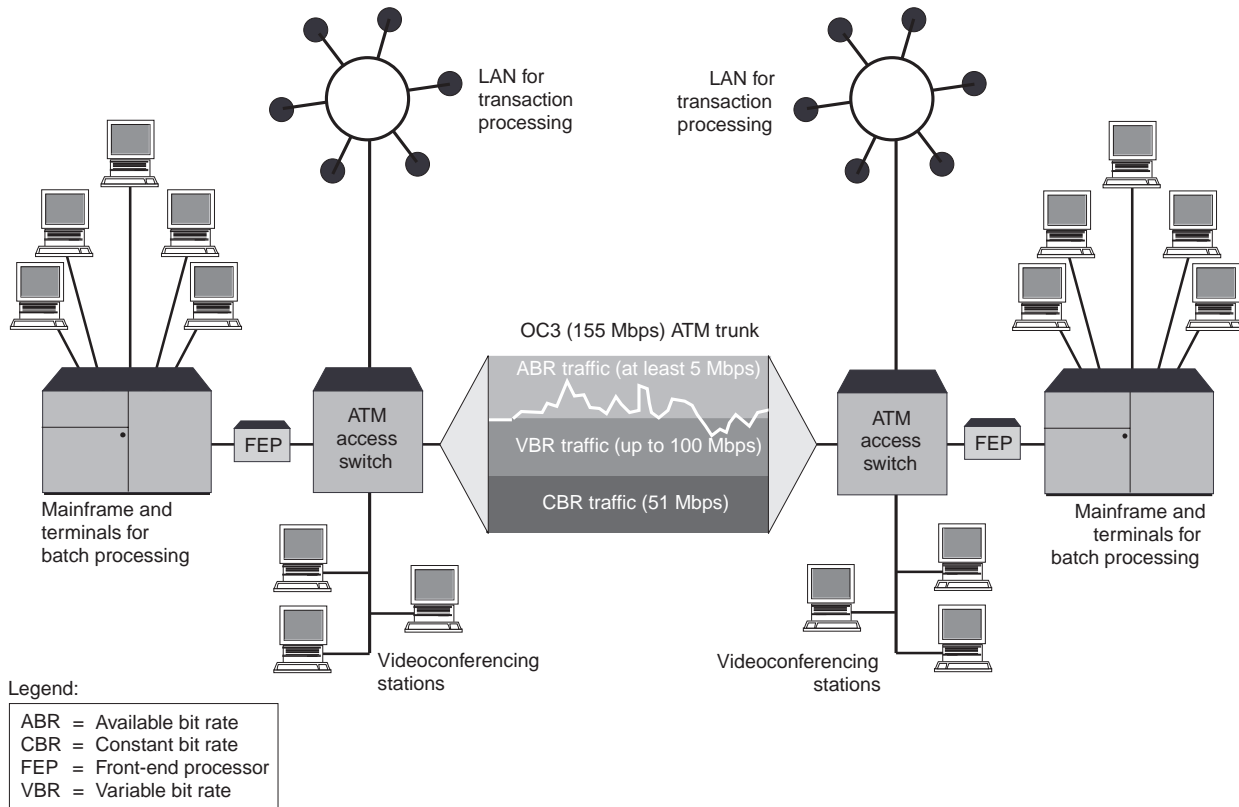 LAN for
transaction
processing
LAN for
transaction
processing
OC3 (155 Mbps) ATM trunk
ABR traffic (at least 5 Mbps)
VBR traffic (up to 100 Mbps)
CBR traffic (51 Mbps)
FEP
ATM
access
switch
ATM
access
switch
FEP
Mainframe and
terminals for
batch processing
Mainframe and
terminals for
batch processing
Videoconferencing
stations
Videoconferencing
stations
Legend:
ABR = Available bit rate
CBR = Constant bit rate
FEP = Front-end processor
VBR = Variable bit rate